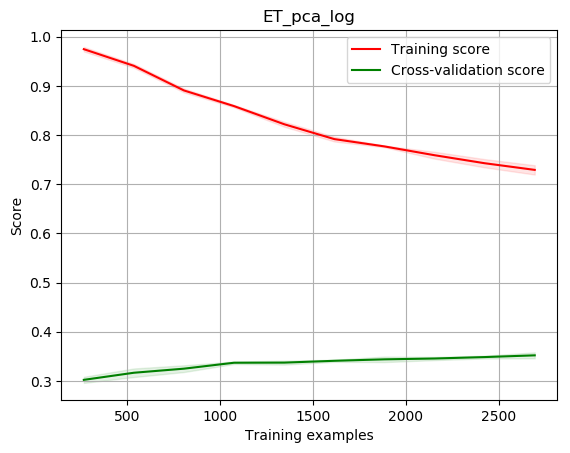 ET_pca_log
1.0
0.9
0.8
0.7
0.6
0.5
0.4
0.3
Score
Training score
Cross-validation score
500
1000
1500
2000
2500
Training examples